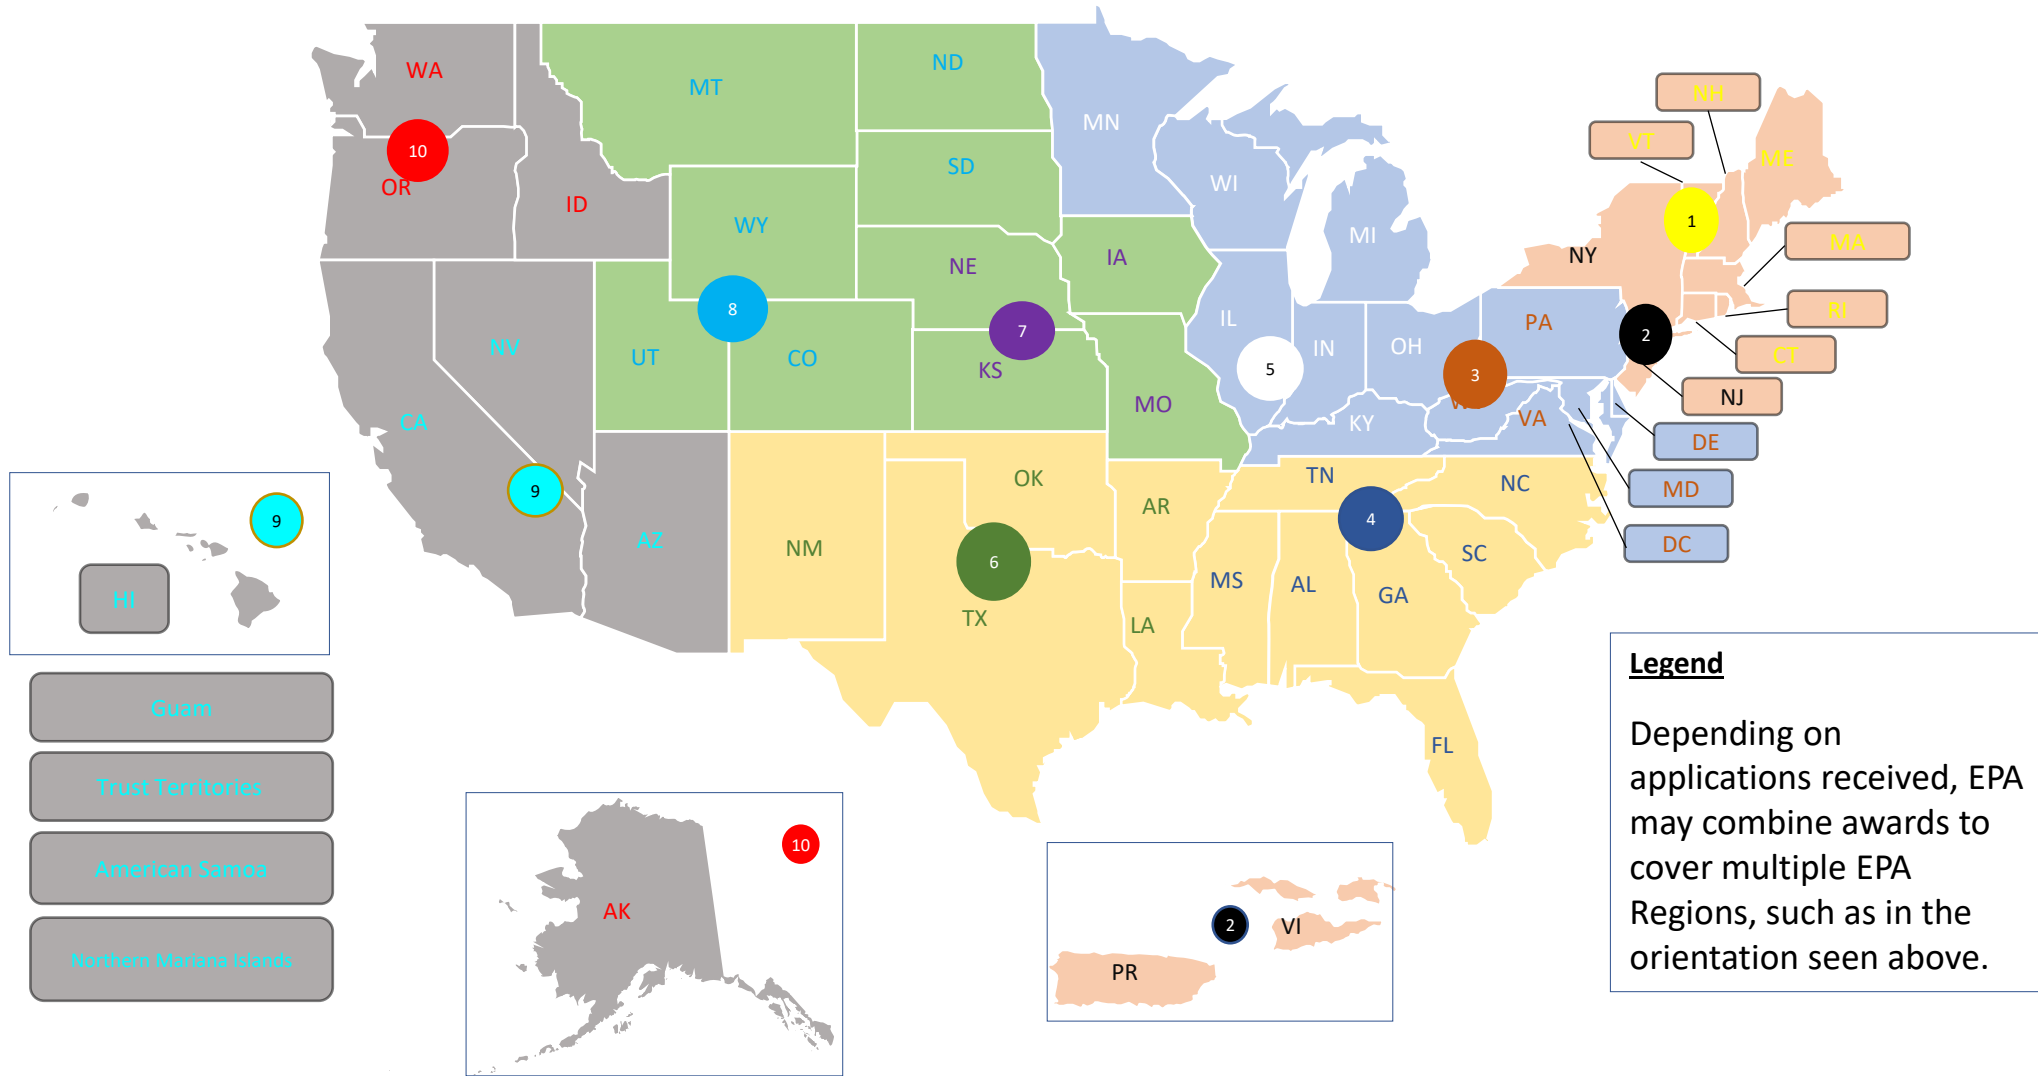 WA
MT
ND
MN
NH
VT
ME
10
OR
ID
WY
SD
WI
MI
1
MA
NY
NE
IA
8
7
IL
PA
2
RI
NV
UT
CO
KS
5
IN
OH
3
CT
NJ
CA
MO
KY
VA
DE
9
OK
AR
TN
NC
MD
4
DC
AZ
NM
6
TX
LA
MS
AL
GA
SC
FL
9
HI
Guam
Trust Territories
American Samoa
Northern Mariana Islands
10
AK
2
VI
PR
Legend
Depending on
applications received, EPA
may combine awards to
cover multiple EPA
Regions, such as in the
orientation seen above.